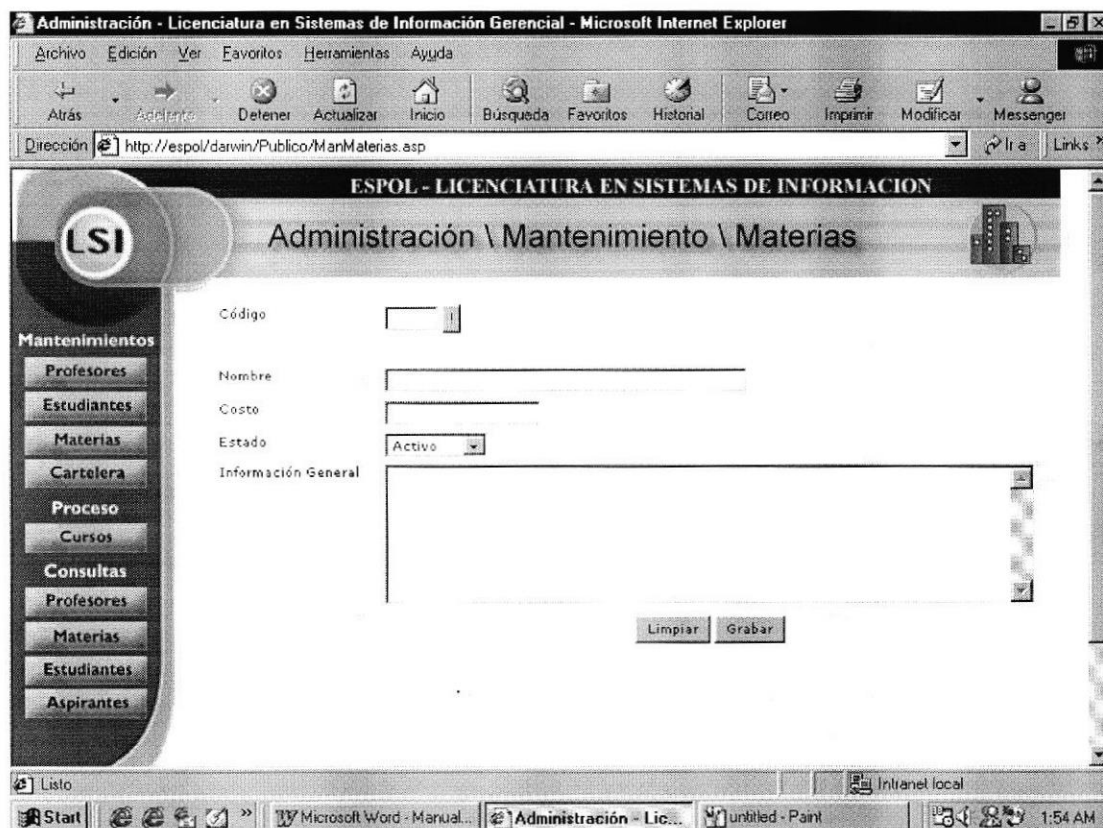 Administración - Licenciatura en Sistemas de Información Gerencial - Microsoft Internet Explorer
Archivo Edición Ver Favoritos Herramientas Ayuda
Atrás Adelante Detener Actualizar Inicio Búsqueda Favoritos Historial Correo Imprimir Modificar Messenger
Dirección http://espol/darwin/Publico/ManMaterias.asp Ir a Links »
ESPOL - LICENCIATURA EN SISTEMAS DE INFORMACION
LSI
Administración \ Mantenimiento \ Materias
Mantenimientos
Profesores
Estudiantes
Materias
Cartelera
Proceso
Cursos
Consultas
Profesores
Materias
Estudiantes
Aspirantes
Código !
Nombre
Costo
Estado Activo
Información General
Limpiar Grabar
Listo Intranet local
Start » Microsoft Word - Manual... Administración - Lic... untitled - Paint 1:54 AM